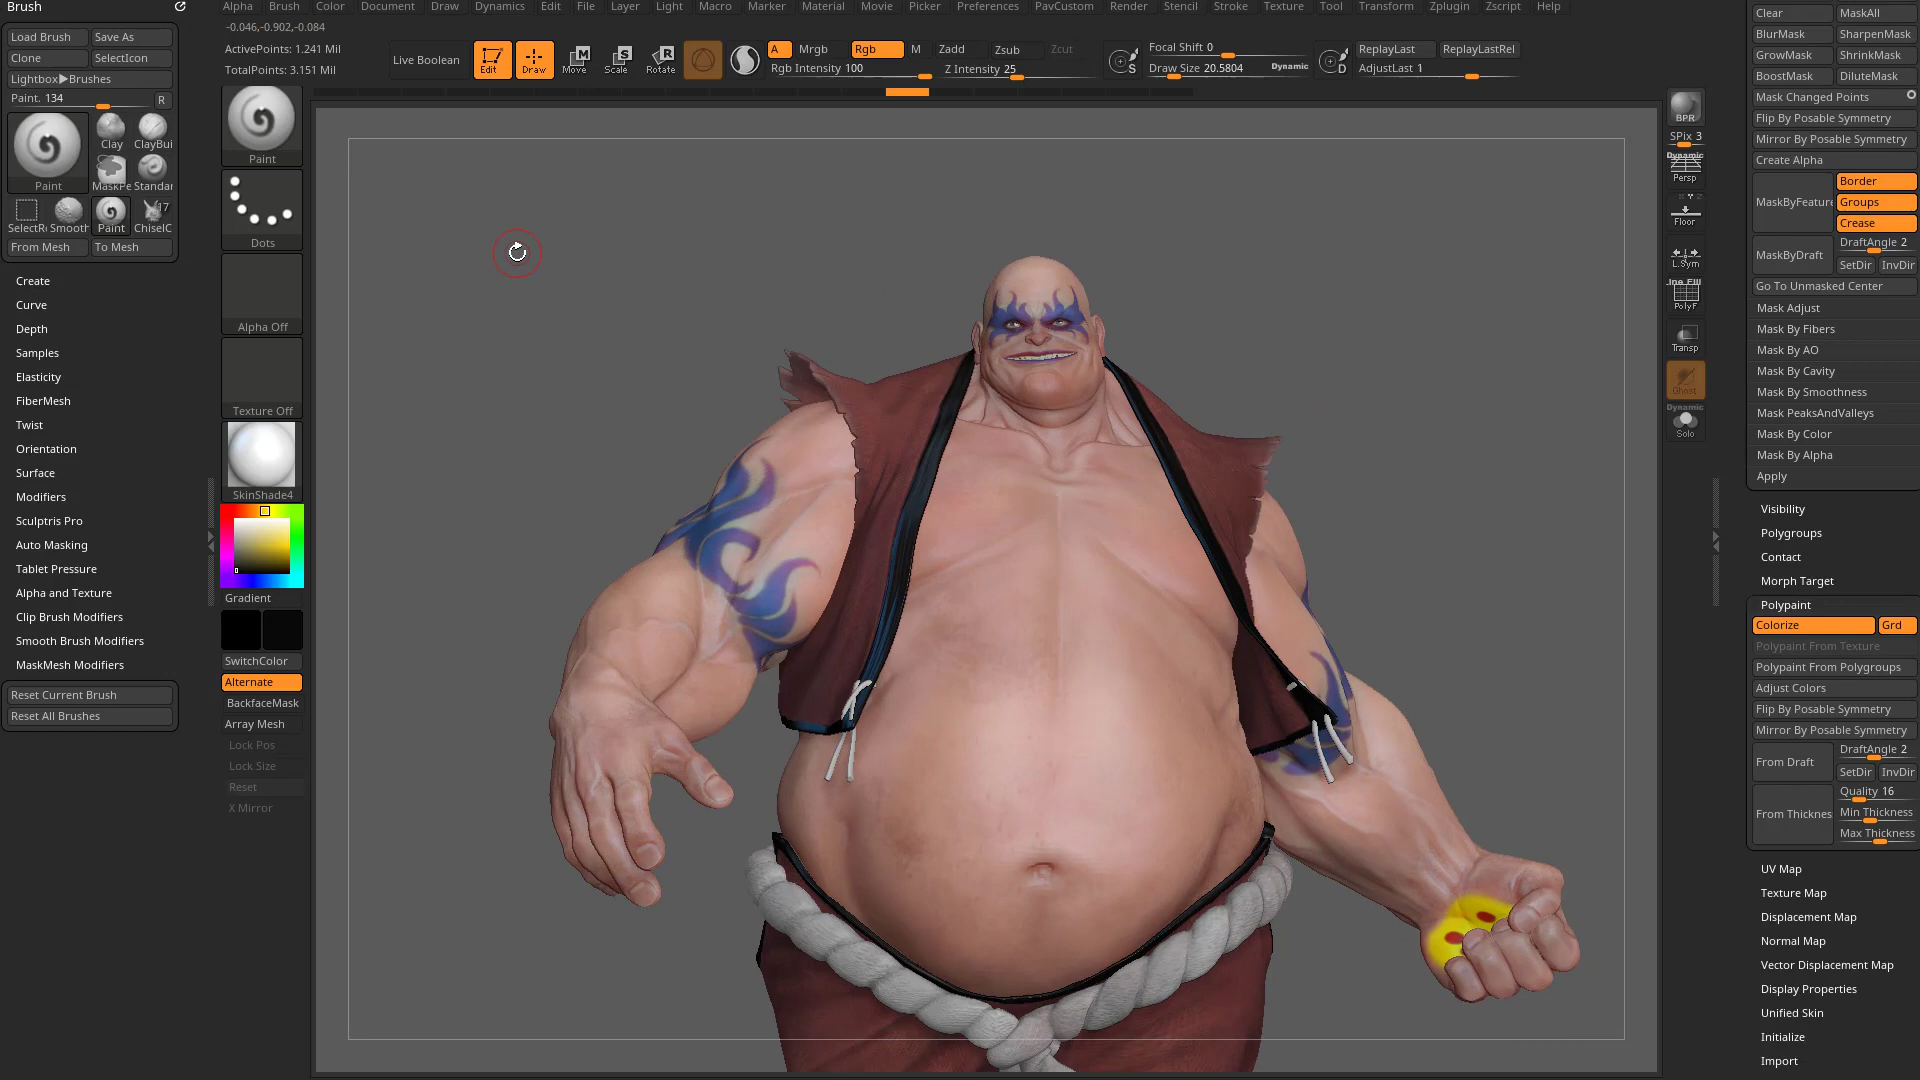 Brush
Alpha Brush Color Document Draw Dynamics Edit File Layer Light Macro Marker Material Movie Picker Preferences PavCustom Render Stencil Stroke Texture Tool Transform Zplugin Zscript Help
-0.046,-0.902,-0.084
Load Brush Save As
Clone SelectIcon
Lightbox▶Brushes
Paint. 134 R
Paint
Clay ClayBui
MaskPe Standar
SelectR Smooth Paint ChiselC
17
From Mesh To Mesh
Create
Curve
Depth
Samples
Elasticity
FiberMesh
Twist
Orientation
Surface
Modifiers
Sculptris Pro
Auto Masking
Tablet Pressure
Alpha and Texture
Clip Brush Modifiers
Smooth Brush Modifiers
MaskMesh Modifiers
Reset Current Brush
Reset All Brushes
ActivePoints: 1.241 Mil
TotalPoints: 3.151 Mil
Live Boolean
Edit Draw Move Scale Rotate
A Mrgb Rgb M Zadd Zsub Zcut
Rgb Intensity 100 Z Intensity 25
S
Focal Shift 0
Draw Size 20.5804 Dynamic
D
ReplayLast ReplayLastRel
AdjustLast 1
Paint
Dots
Alpha Off
Texture Off
SkinShade4
Gradient
SwitchColor
Alternate
BackfaceMask
Array Mesh
Lock Pos
Lock Size
Reset
X Mirror
BPR
SPix 3
Dynamic
Persp
Floor
L.Sym
Line Fill
PolyF
Transp
Ghost
Dynamic
Solo
Clear MaskAll
BlurMask SharpenMask
GrowMask ShrinkMask
BoostMask DiluteMask
Mask Changed Points
Flip By Posable Symmetry
Mirror By Posable Symmetry
Create Alpha
MaskByFeature
Border
Groups
Crease
MaskByDraft
DraftAngle 2
SetDir InvDir
Go To Unmasked Center
Mask Adjust
Mask By Fibers
Mask By AO
Mask By Cavity
Mask By Smoothness
Mask PeaksAndValleys
Mask By Color
Mask By Alpha
Apply
Visibility
Polygroups
Contact
Morph Target
Polypaint
Colorize Grd
Polypaint From Texture
Polypaint From Polygroups
Adjust Colors
Flip By Posable Symmetry
Mirror By Posable Symmetry
From Draft
DraftAngle 2
SetDir InvDir
From Thicknes
Quality 16
Min Thickness
Max Thickness
UV Map
Texture Map
Displacement Map
Normal Map
Vector Displacement Map
Display Properties
Unified Skin
Initialize
Import